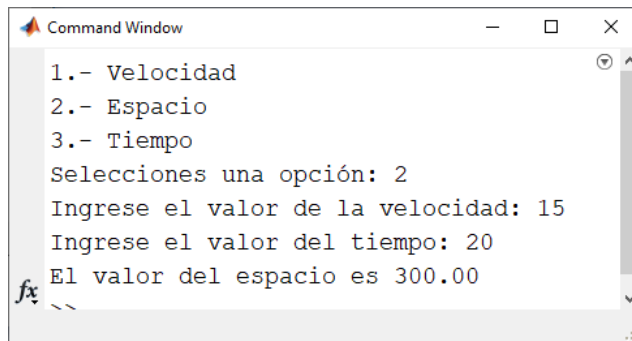 Command Window
1.- Velocidad
2.- Espacio
3.- Tiempo
Selecciones una opción: 2
Ingrese el valor de la velocidad: 15
Ingrese el valor del tiempo: 20
El valor del espacio es 300.00
fx >>